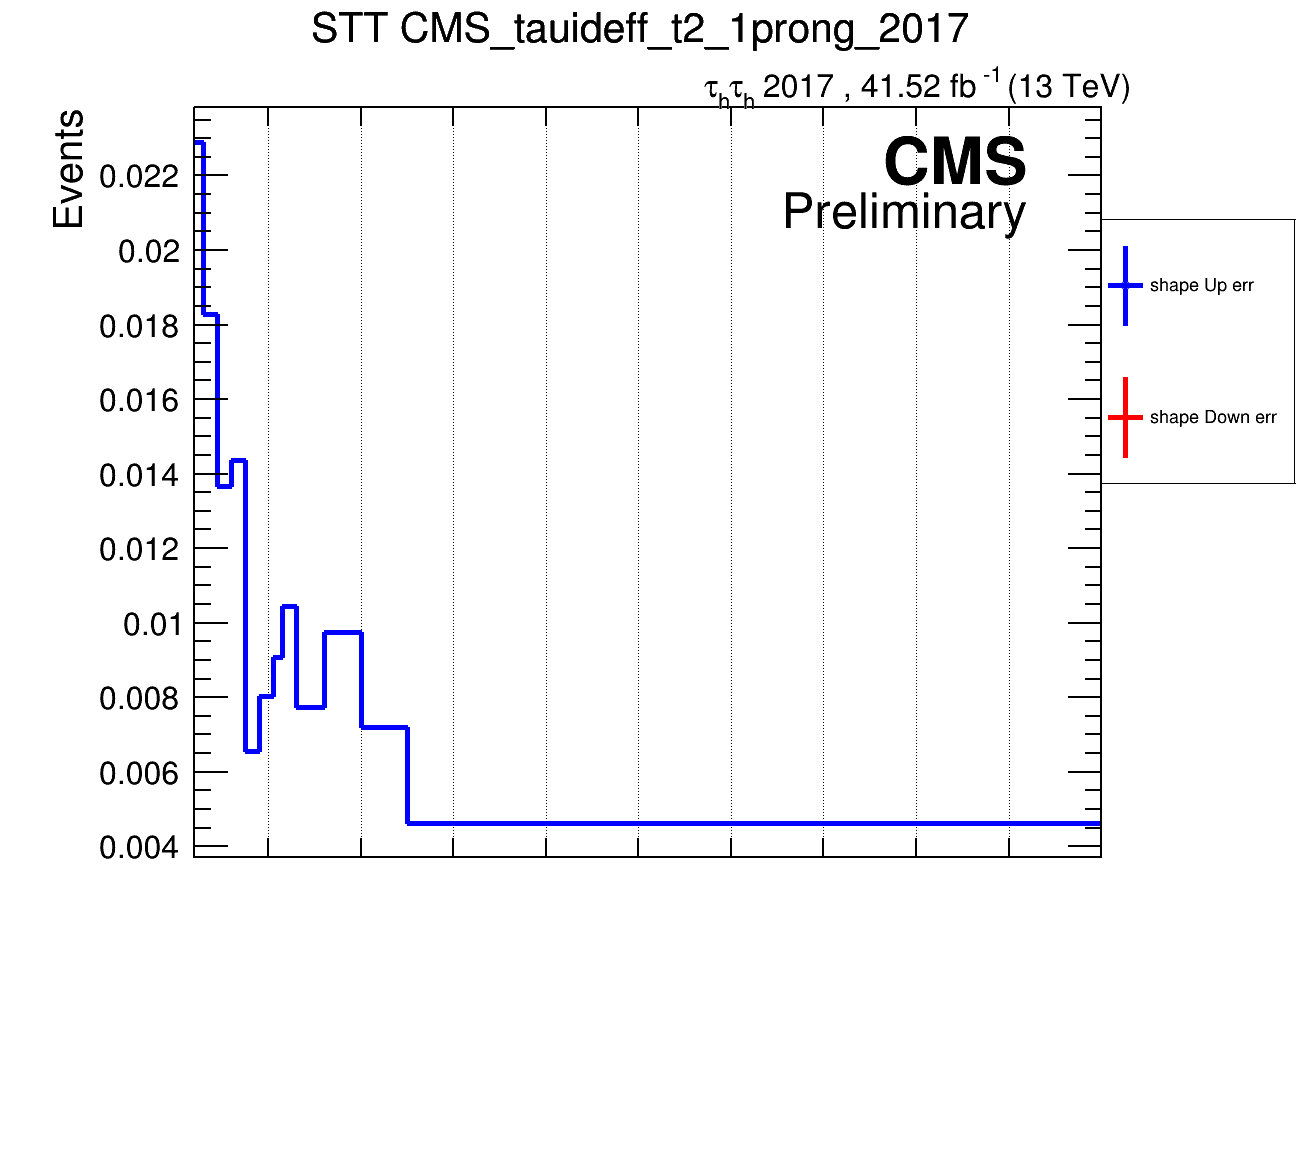 STT CMS_tauideff_t2_1prong_2017
τhτh 2017 , 41.52 fb -1 (13 TeV)
Events
CMS
Preliminary
0.022
0.02
0.018
0.016
0.014
0.012
0.01
0.008
0.006
0.004
shape Up err
shape Down err